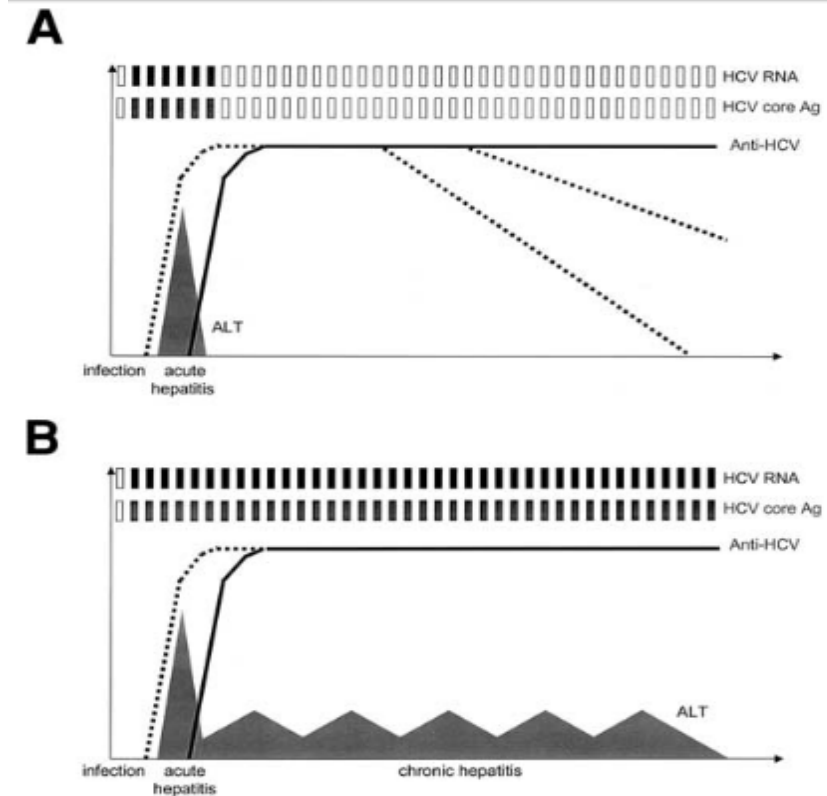 A
HCV RNA
HCV core Ag
Anti-HCV
ALT
infection
acute
hepatitis
B
HCV RNA
HCV core Ag
Anti-HCV
ALT
infection
acute
hepatitis
chronic hepatitis